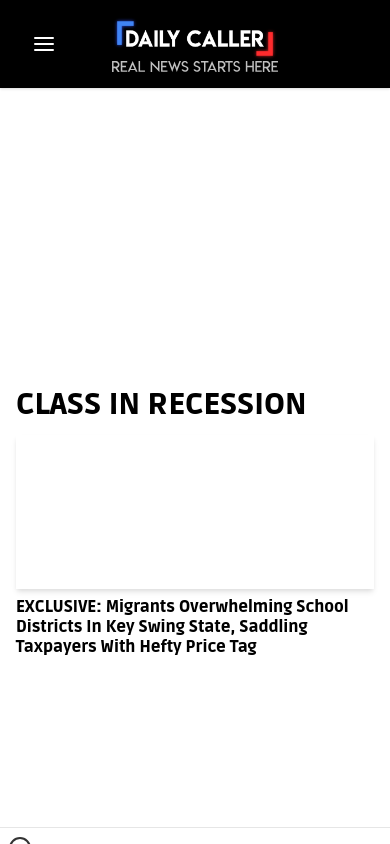 DAILY CALLER
REAL NEWS STARTS HERE
CLASS IN RECESSION
EXCLUSIVE: Migrants Overwhelming School
Districts In Key Swing State, Saddling
Taxpayers With Hefty Price Tag